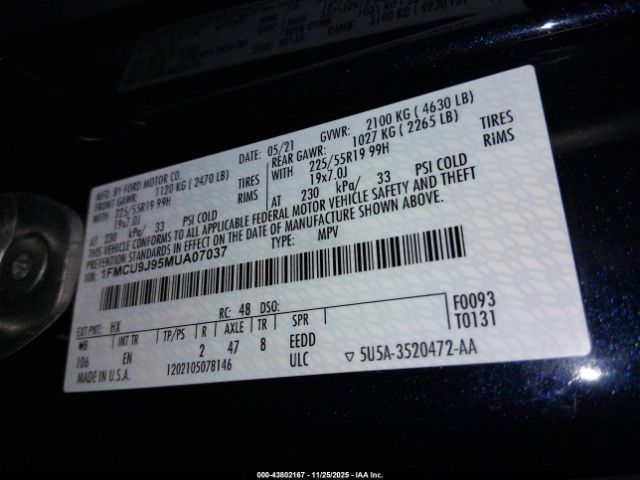 MFD. BY FORD MOTOR CO. DATE: 05/21 GVWR: 2100 KG ( 4630 LB)
FRONT GAWR: 1120 KG ( 2470 LB) REAR GAWR: 1027 KG ( 2265 LB)
WITH 225/55R19 99H TIRES WITH 225/55R19 99H TIRES
19x7.0J RIMS 19x7.0J RiMS
AT 230 kPa/ 33 PSI COLD AT 230 kPa/ 33 PSI COLD
THIS VEHICLE CONFORMS TO ALL APPLICABLE FEDERAL MOTOR VEHICLE SAFETY AND THEFT
PREVENTION STANDARDS IN EFFECT ON THE DATE OF MANUFACTURE SHOWN ABOVE.
VIN: 1FMCU9J95MUA07037 TYPE: MPV
EXT PNT: HX RC: 48 DSO: F0093
WB INT TR TP/PS R AXLE TR SPR T0131
106 EN 2 47 8 EEDD
MADE IN U.S.A. 1202105078146 ULC ▽ 5U5A-3520472-AA
000-43802167 - 11/25/2025 - IAA Inc.